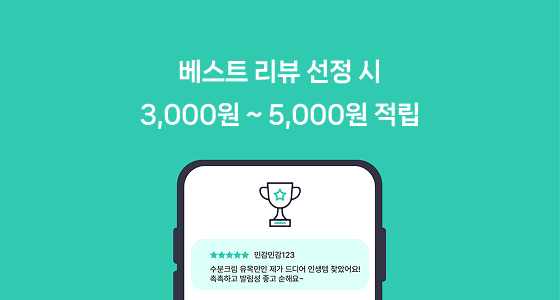 베스트 리뷰 선정 시
3,000원 ~ 5,000원 적립
★★★★★ 민감민감123
수분크림 유목민인 제가 드디어 인생템 찾았어요!
촉촉하고 발림성 좋고 순해요~